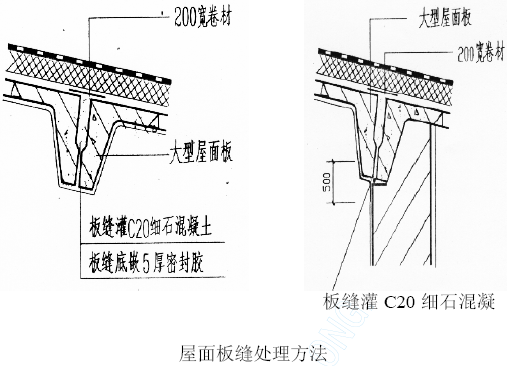 200宽卷材
大型屋面板
板缝灌C20细石混凝土
板缝底嵌5厚密封胶
大型屋面板
200宽卷材
500
板缝灌 C20 细石混凝
屋面板缝处理方法